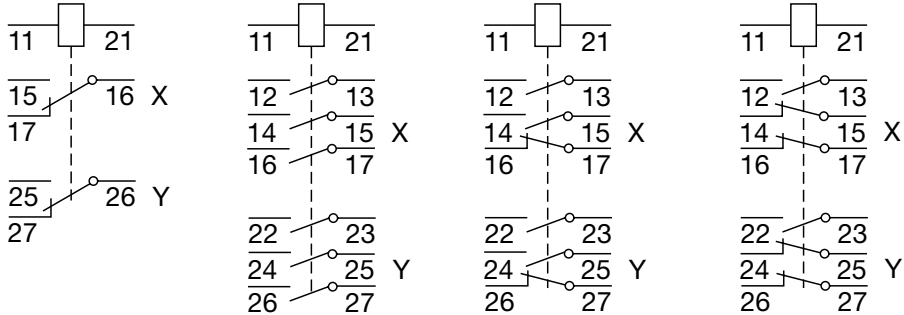 11 21 11 21 11 21 11 21
15 16 X 12 13 12 13 12 13
17 14 15 X 14 15 X 14 15 X
16 17 16 17 16 17
25 26 Y 22 23 22 23 22 23
27 24 25 Y 24 25 Y 24 25 Y
26 27 26 27 26 27